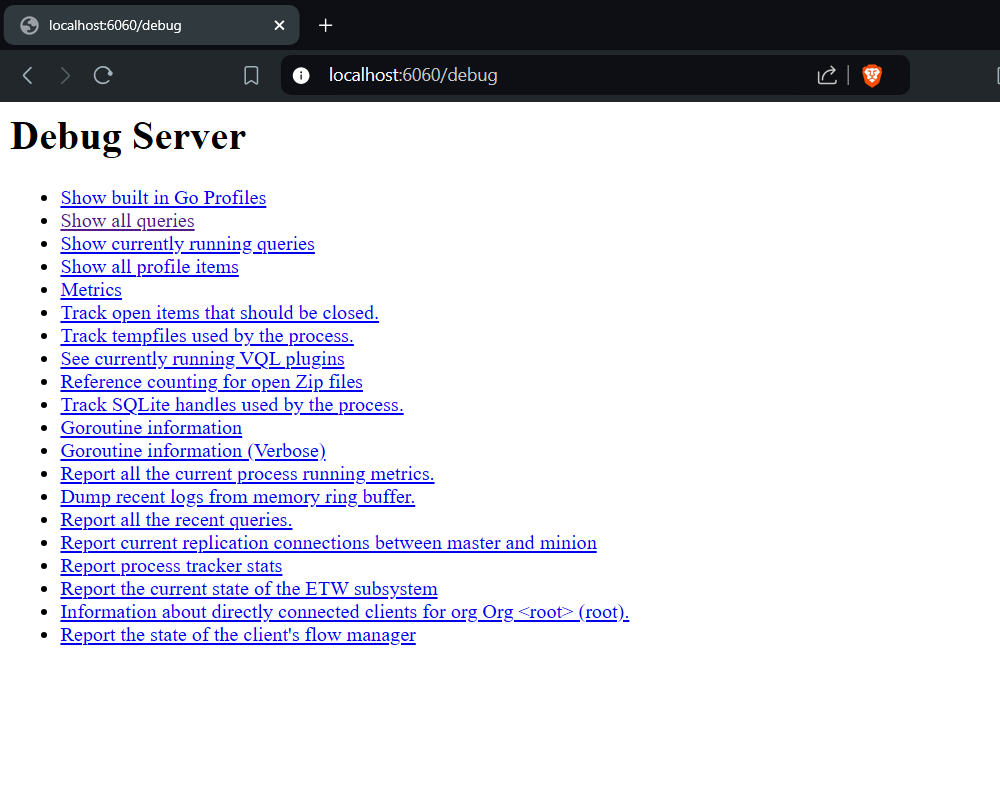 localhost:6060/debug
localhost:6060/debug
Debug Server
Show built in Go Profiles
Show all queries
Show currently running queries
Show all profile items
Metrics
Track open items that should be closed.
Track tempfiles used by the process.
See currently running VQL plugins
Reference counting for open Zip files
Track SQLite handles used by the process.
Goroutine information
Goroutine information (Verbose)
Report all the current process running metrics.
Dump recent logs from memory ring buffer.
Report all the recent queries.
Report current replication connections between master and minion
Report process tracker stats
Report the current state of the ETW subsystem
Information about directly connected clients for org Org <root> (root).
Report the state of the client's flow manager